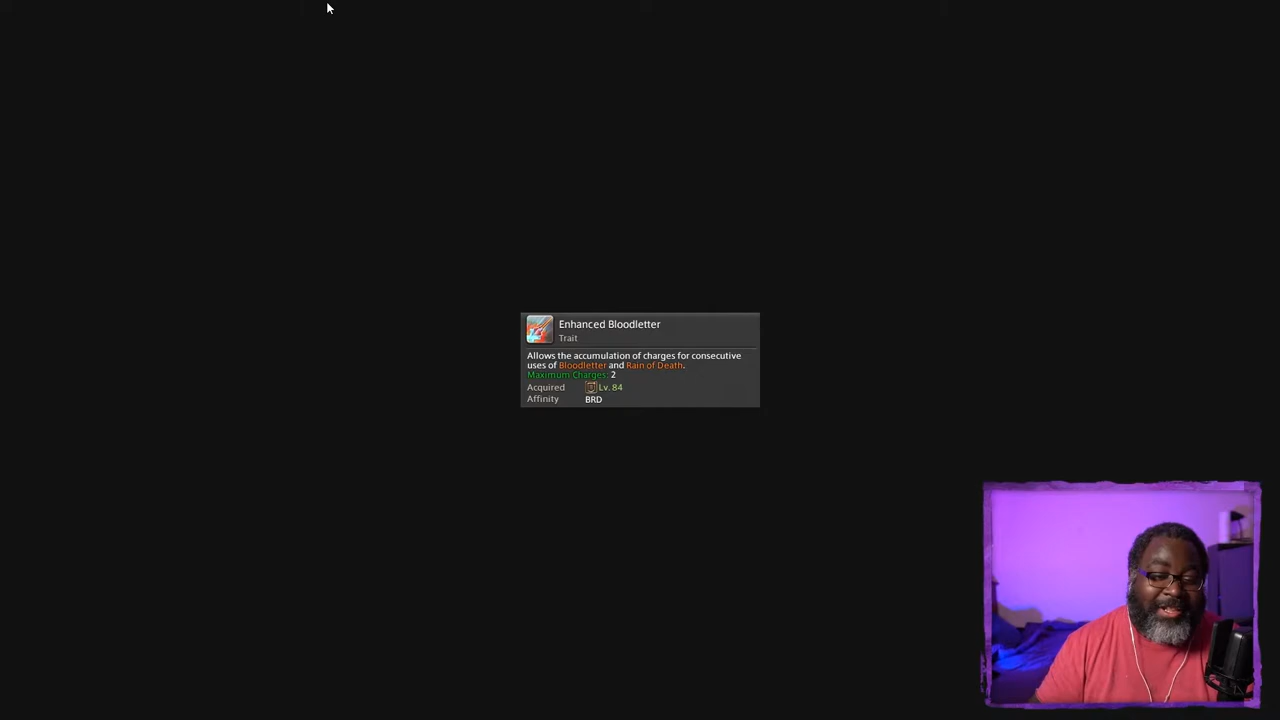 Enhanced Bloodletter
Trait
Allows the accumulation of charges for consecutive
uses of Bloodletter and Rain of Death.
Maximum Charges: 2
Acquired Lv. 84
Affinity BRD